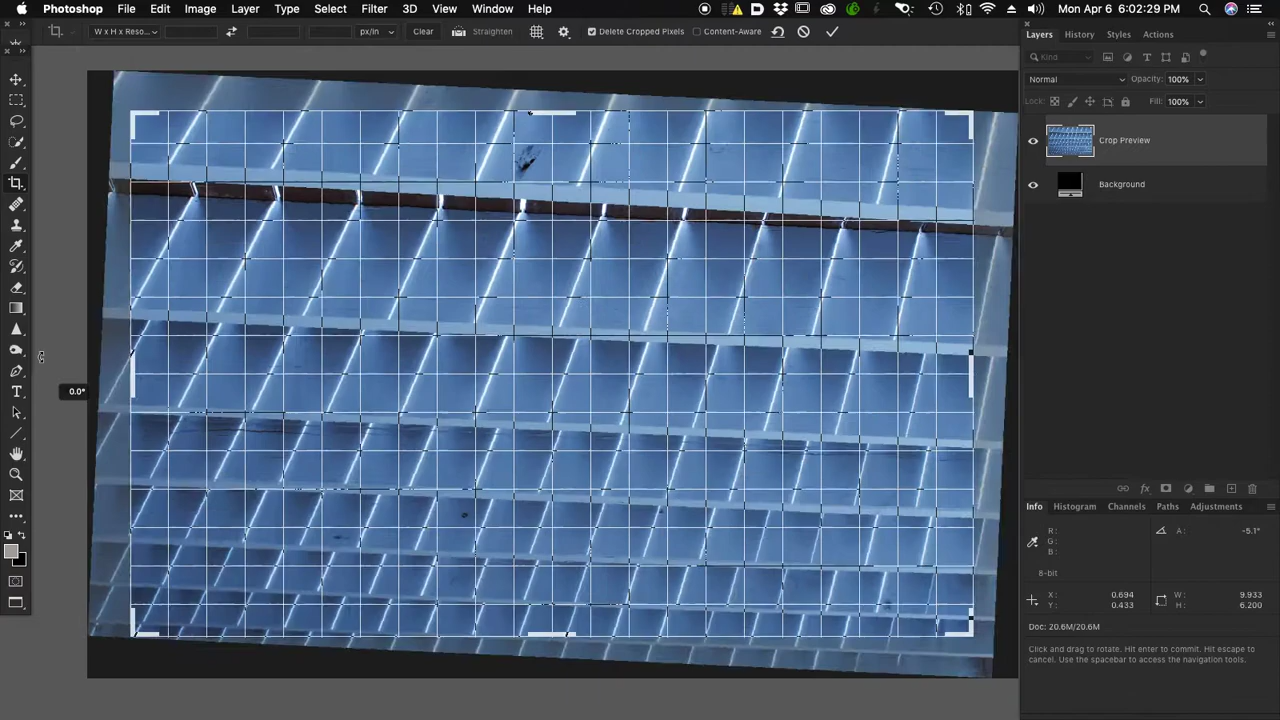 Photoshop File Edit Image Layer Type Select Filter 3D View Window Help Mon Apr 6 6:02:29 PM
W x H x Reso... px/in Clear Straighten Delete Cropped Pixels Content-Aware
Layers History Styles Actions
Kind
Normal Opacity: 100%
Fill: 100%
Crop Preview
Background
0.0°
Info Histogram Channels Paths Adjustments
R: A: -5.1°
G:
B:
8-bit
X: 0.694 W: 9.933
Y: 0.433 H: 6.200
Doc: 20.6M/20.6M
Click and drag to rotate. Hit enter to commit. Hit escape to
cancel. Use the spacebar to access the navigation tools.